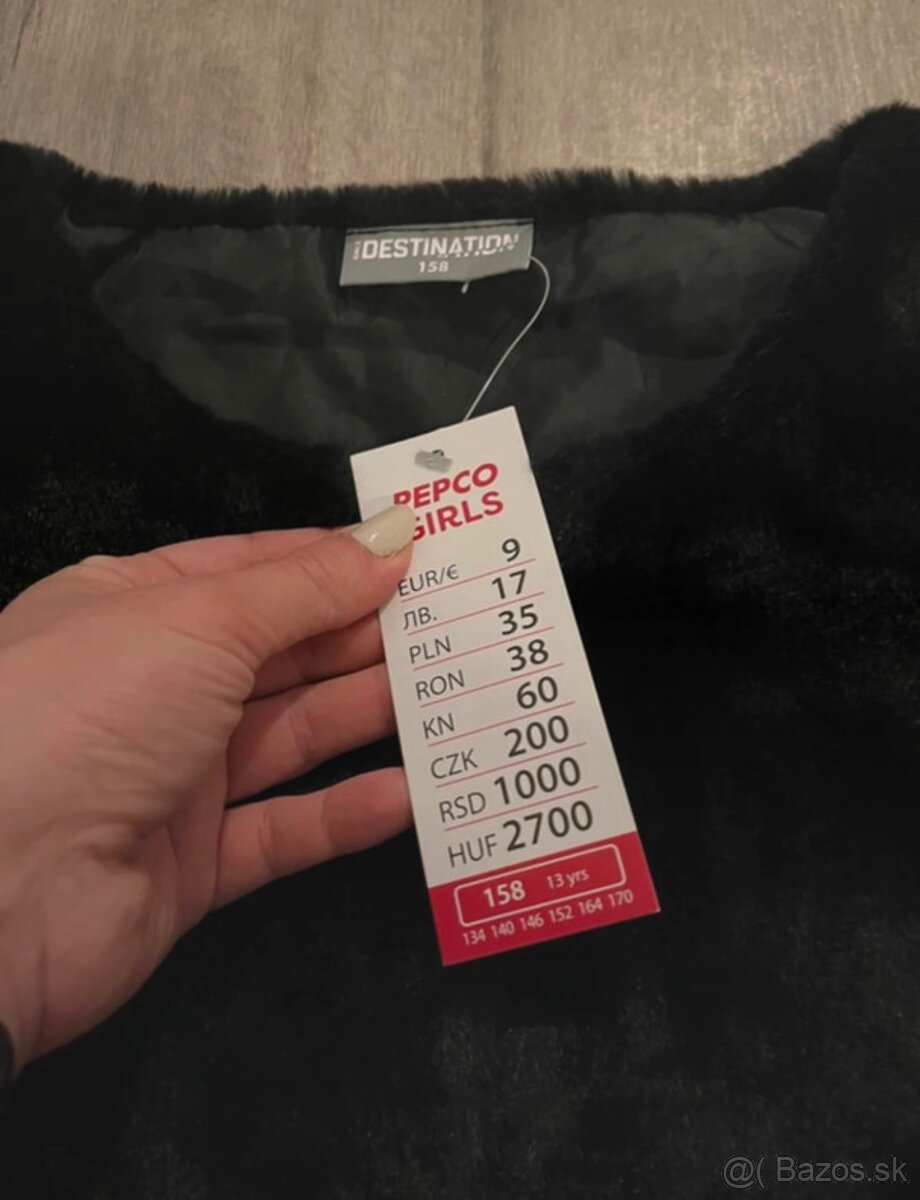 DESTINATION
158
PEPCO
GIRLS
EUR/€ 9
ЛВ. 17
PLN 35
RON 38
KN 60
CZK 200
RSD 1000
HUF 2700
158 13 yrs
134 140 146 152 164 170
@( Bazos.sk